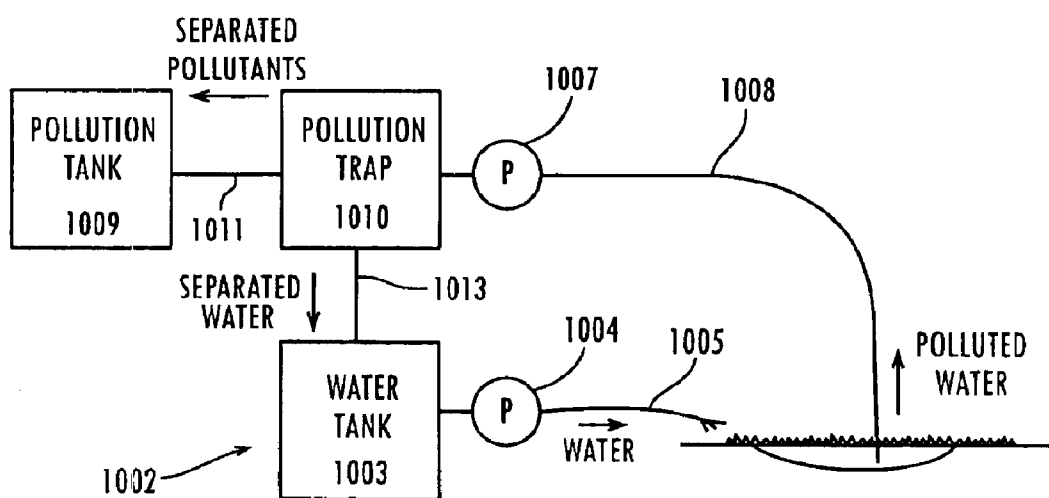 SEPARATED
POLLUTANTS
POLLUTION
TANK
1009
1011
POLLUTION
TRAP
1010
P
1007
1008
SEPARATED
WATER
1013
WATER
TANK
1003
P
1004
1005
WATER
POLLUTED
WATER
1002